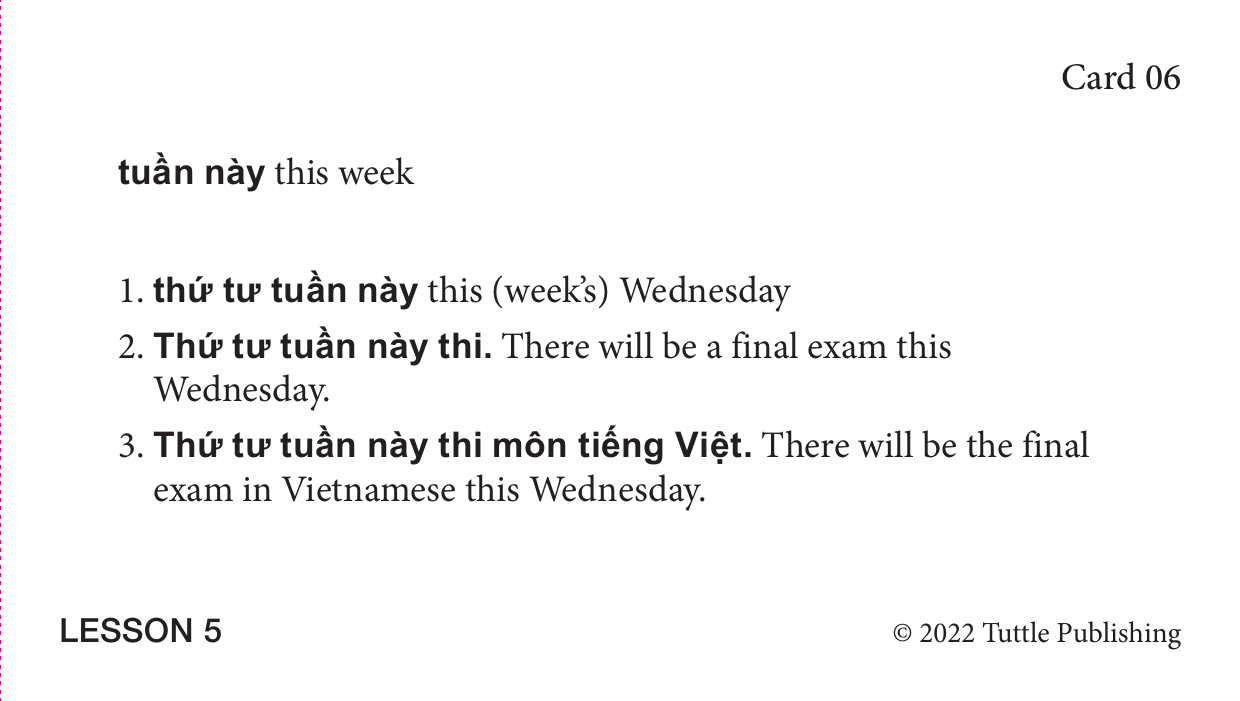 Card 06
tuần này this week
1. thứ tư tuần này this (week’s) Wednesday
2. Thứ tư tuần này thi. There will be a final exam this
Wednesday.
3. Thứ tư tuần này thi môn tiếng Việt. There will be the final
exam in Vietnamese this Wednesday.
LESSON 5
© 2022 Tuttle Publishing